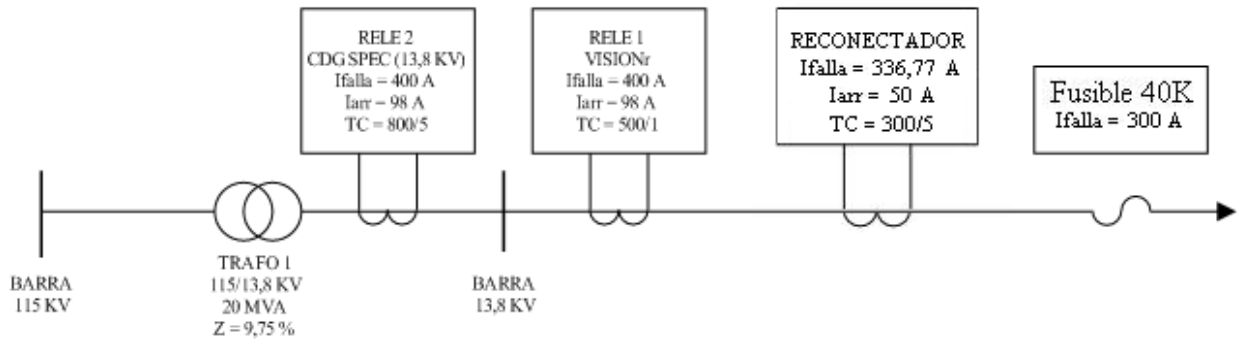 RELE 2
CDG SPEC (13,8 KV)
Ifalla = 400 A
Iarr = 98 A
TC = 800/5
RELE 1
VISIONr
Ifalla = 400 A
Iarr = 98 A
TC = 500/1
RECONECTADOR
Ifalla = 336,77 A
Iarr = 50 A
TC = 300/5
Fusible 40K
Ifalla = 300 A
BARRA
115 KV
TRAFO 1
115/13,8 KV
20 MVA
Z = 9,75 %
BARRA
13,8 KV